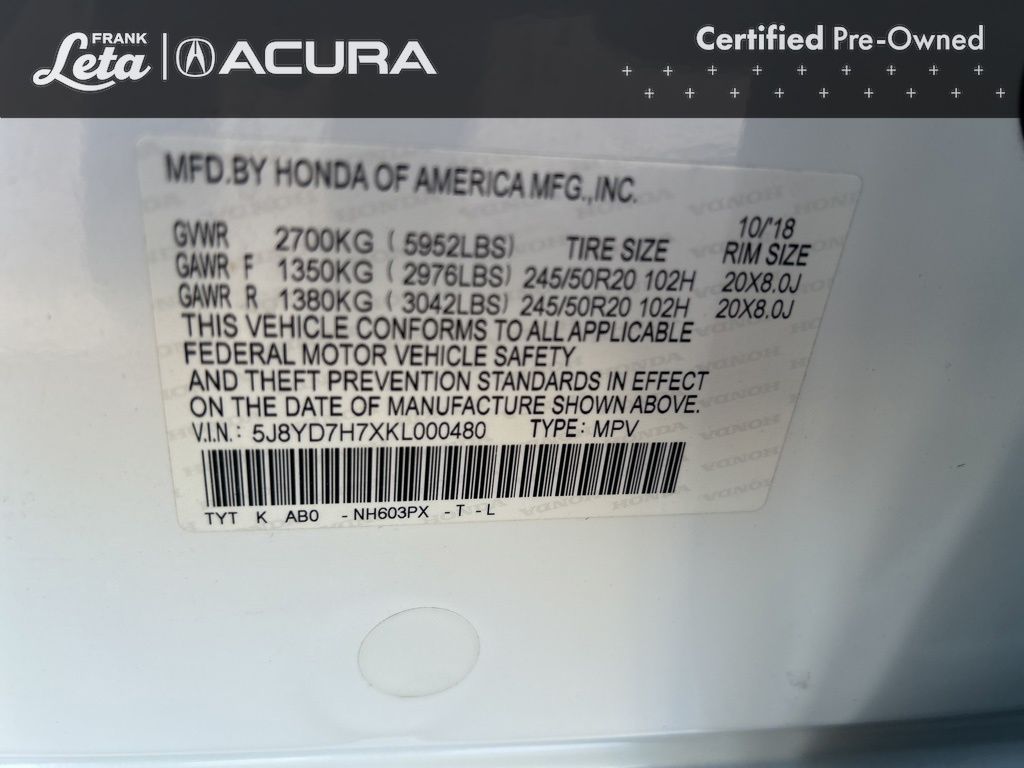 FRANK
Leta
ACURA
Certified Pre-Owned
MFD.BY HONDA OF AMERICA MFG.,INC.
10/'18
GVWR 2700KG ( 5952LBS) TIRE SIZE RIM SIZE
GAWR F 1350KG ( 2976LBS) 245/50R20 102H 20X8.0J
GAWR R 1380KG ( 3042LBS) 245/50R20 102H 20X8.0J
THIS VEHICLE CONFORMS TO ALL APPLICABLE
FEDERAL MOTOR VEHICLE SAFETY
AND THEFT PREVENTION STANDARDS IN EFFECT
ON THE DATE OF MANUFACTURE SHOWN ABOVE.
V.I.N.: 5J8YD7H7XKL000480 TYPE: MPV
TYT K AB0 -NH603PX -T -L